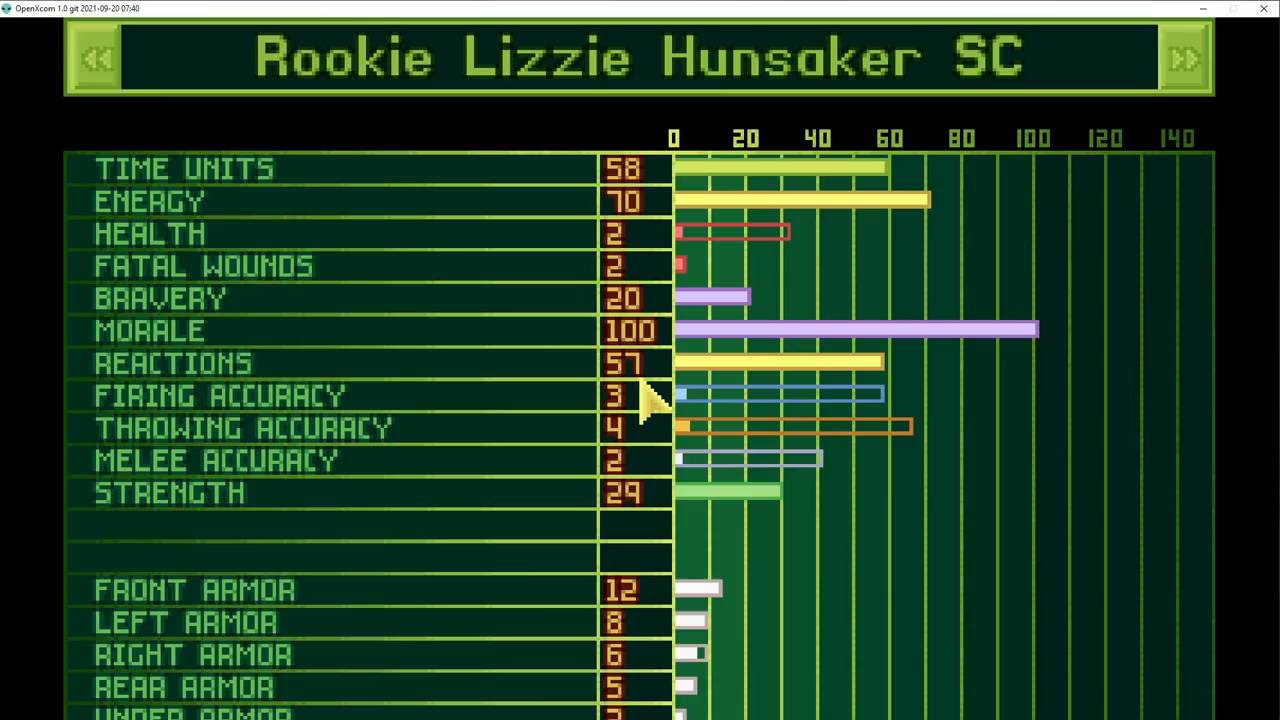 OpenXcom 1.0 git 2021-09-20 07:40
Rookie Lizzie Hunsaker SC
0 20 40 60 80 100 120 140
TIME UNITS 58
ENERGY 70
HEALTH 2
FATAL WOUNDS 2
BRAVERY 20
MORALE 100
REACTIONS 57
FIRING ACCURACY 3
THROWING ACCURACY 4
MELEE ACCURACY 2
STRENGTH 29
FRONT ARMOR 12
LEFT ARMOR 8
RIGHT ARMOR 6
REAR ARMOR 5
UNDER ARMOR